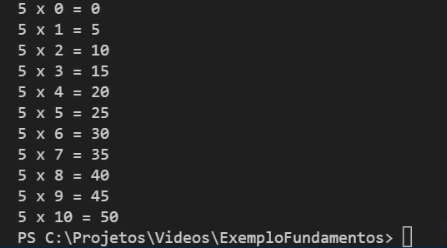 5 x 0 = 0
5 x 1 = 5
5 x 2 = 10
5 x 3 = 15
5 x 4 = 20
5 x 5 = 25
5 x 6 = 30
5 x 7 = 35
5 x 8 = 40
5 x 9 = 45
5 x 10 = 50
PS C:\Projetos\Videos\ExemploFundamentos>